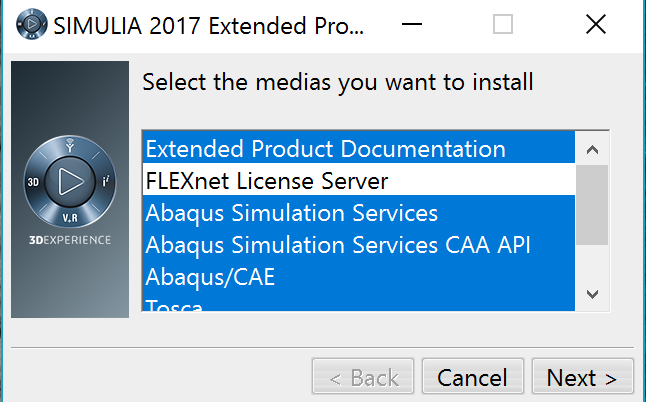 SIMULIA 2017 Extended Pro...
Select the medias you want to install
Extended Product Documentation
FLEXnet License Server
Abaqus Simulation Services
Abaqus Simulation Services CAA API
Abaqus/CAE
Tosca
3D
i²
V.R
3DEXPERIENCE
< Back
Cancel
Next >